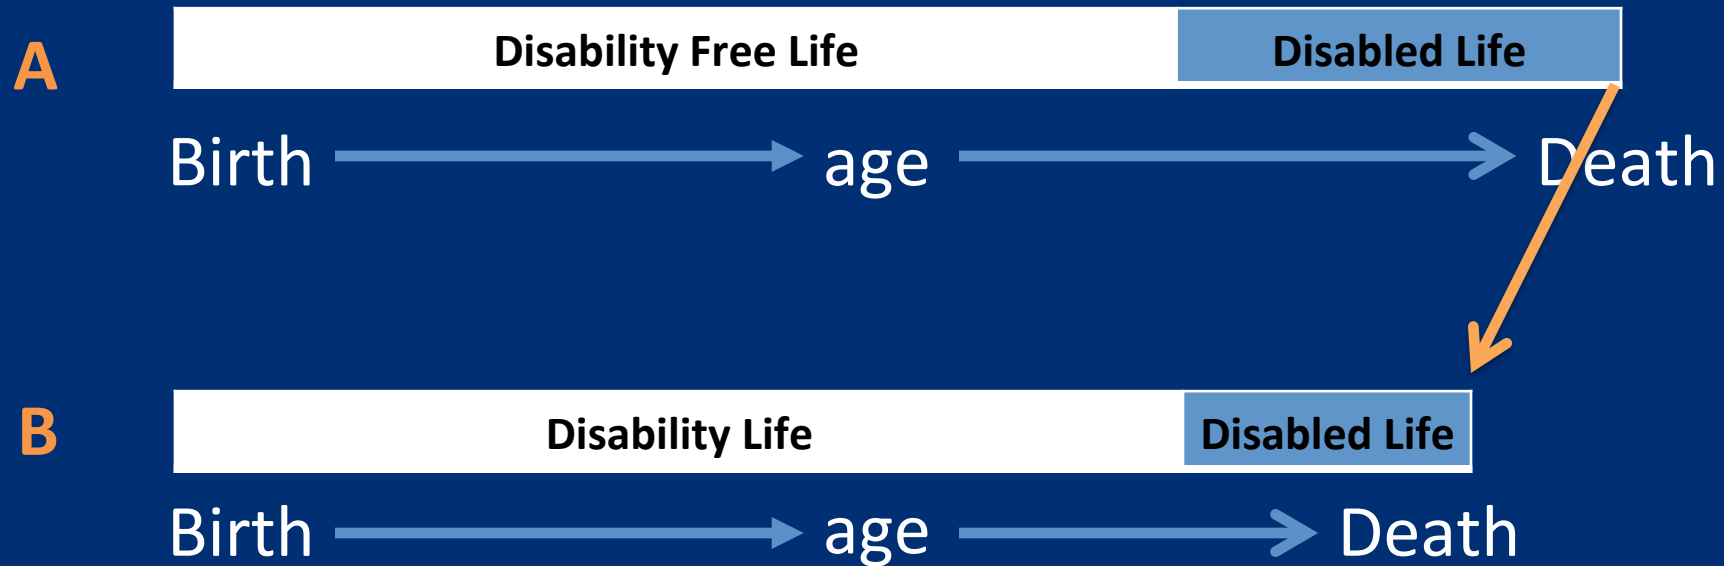 A Disability Free Life Disabled Life
Birth age Death
B Disability Life Disabled Life
Birth age Death